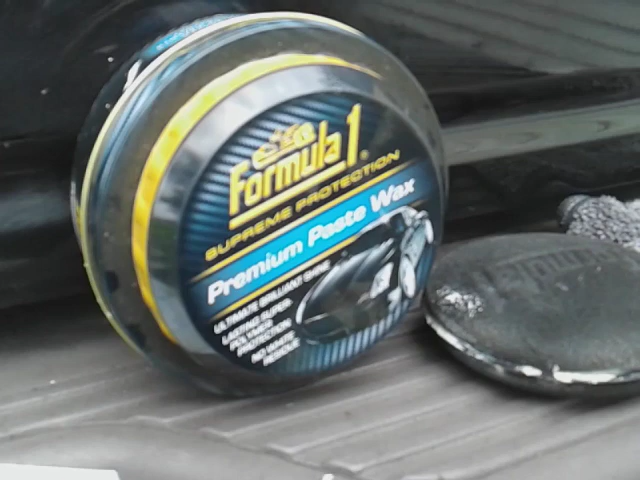 Formula 1®
SUPREME PROTECTION
Premium Paste Wax
ULTIMATE BRILLIANT SHINE
LASTING SUPER-
POLYMER
PROTECTION
NO WHITE
RESIDUE